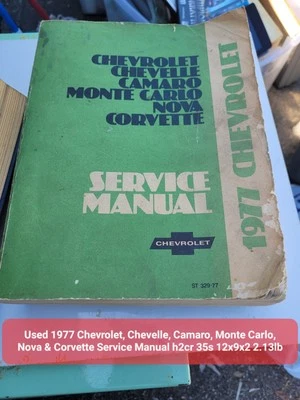 CHEVROLET
CHEVELLE
CAMARO
MONTE CARLO
NOVA
CORVETTE
1977 CHEVROLET
SERVICE
MANUAL
CHEVROLET
ST 329-77
Used 1977 Chevrolet, Chevelle, Camaro, Monte Carlo,
Nova & Corvette Service Manual h2cr 35s 12x9x2 2.13lb